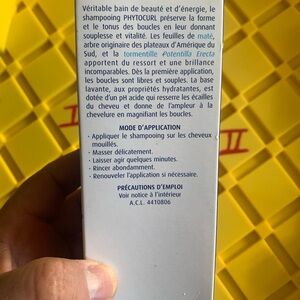 Véritable bain de beauté et d'énergie, le
shampooing PHYTOCURL préserve la forme
et le tonus des boucles en leur donnant
souplesse et vitalité. Les feuilles de maté,
arbre originaire des plateaux d'Amérique du
Sud, et la tormentille Potentilla Erecta
apportent du ressort et une brillance
incomparables. Dès la première application,
les boucles sont libres et souples. La base
lavante, aux propriétés hydratantes, est
dotée d'un pH acide qui resserre les écailles
du cheveu et donne de l'ampleur à la
chevelure en magnifiant les boucles.
MODE D'APPLICATION
- Appliquer le shampooing sur les cheveux
mouillés.
- Masser délicatement.
- Laisser agir quelques minutes.
- Rincer abondamment.
- Renouveler l'application si nécessaire.
PRÉCAUTIONS D'EMPLOI
Voir notice à l'intérieur
A.C.L. 4410806